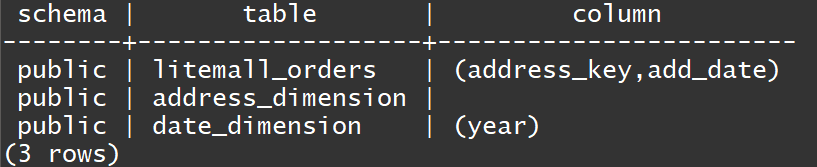 schema | table | column
--------+-------------------+-------------------------
public | litemall_orders | (address_key,add_date)
public | address_dimension |
public | date_dimension | (year)
(3 rows)